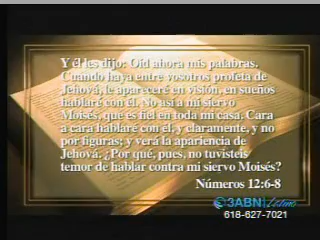 Y él les dijo: Oíd ahora mis palabras.
Cuando haya entre vosotros profeta de
Jehová, le apareceré en visión, en sueños
hablaré con él. No así a mi siervo
Moisés, que es fiel en toda mi casa. Cara
a cara hablaré con él, y claramente, y no
por figuras; y verá la apariencia de
Jehová. ¿Por qué, pues, no tuvisteis
temor de hablar contra mi siervo Moisés?
Números 12:6-8
3ABN Latino
618-627-7021